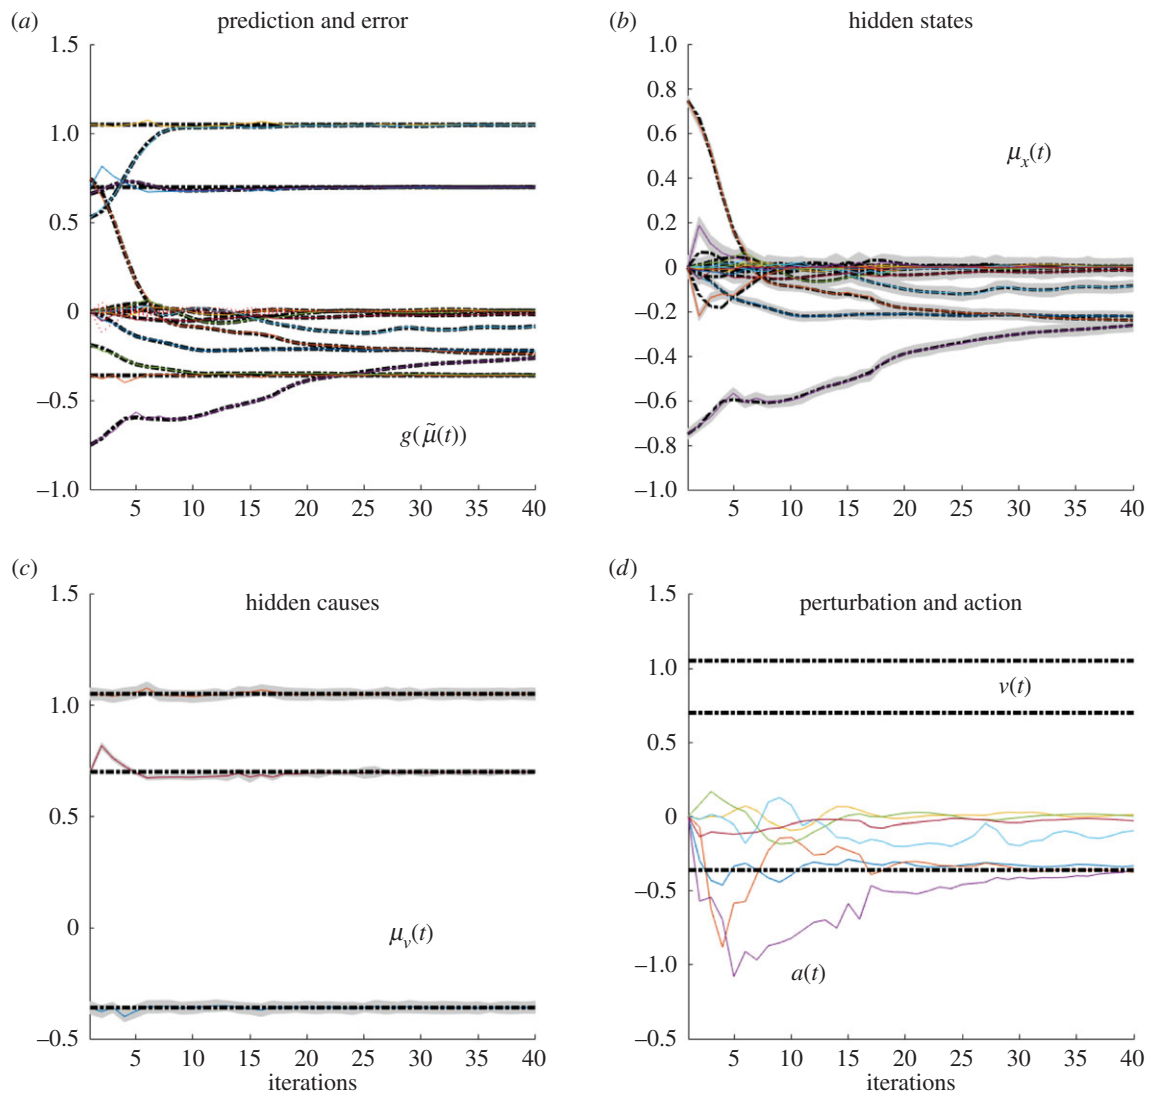 (a) prediction and error
1.5
1.0
0.5
0
−0.5
−1.0
g(μ̃(t))
5 10 15 20 25 30 35 40
(b) hidden states
1.0
0.8
0.6
0.4
0.2
0
−0.2
−0.4
−0.6
−0.8
−1.0
μx(t)
5 10 15 20 25 30 35 40
(c) hidden causes
1.5
1.0
0.5
0
−0.5
μv(t)
5 10 15 20 25 30 35 40
iterations
(d) perturbation and action
1.5
1.0
0.5
0
−0.5
−1.0
−0.5
v(t)
a(t)
5 10 15 20 25 30 35 40
iterations